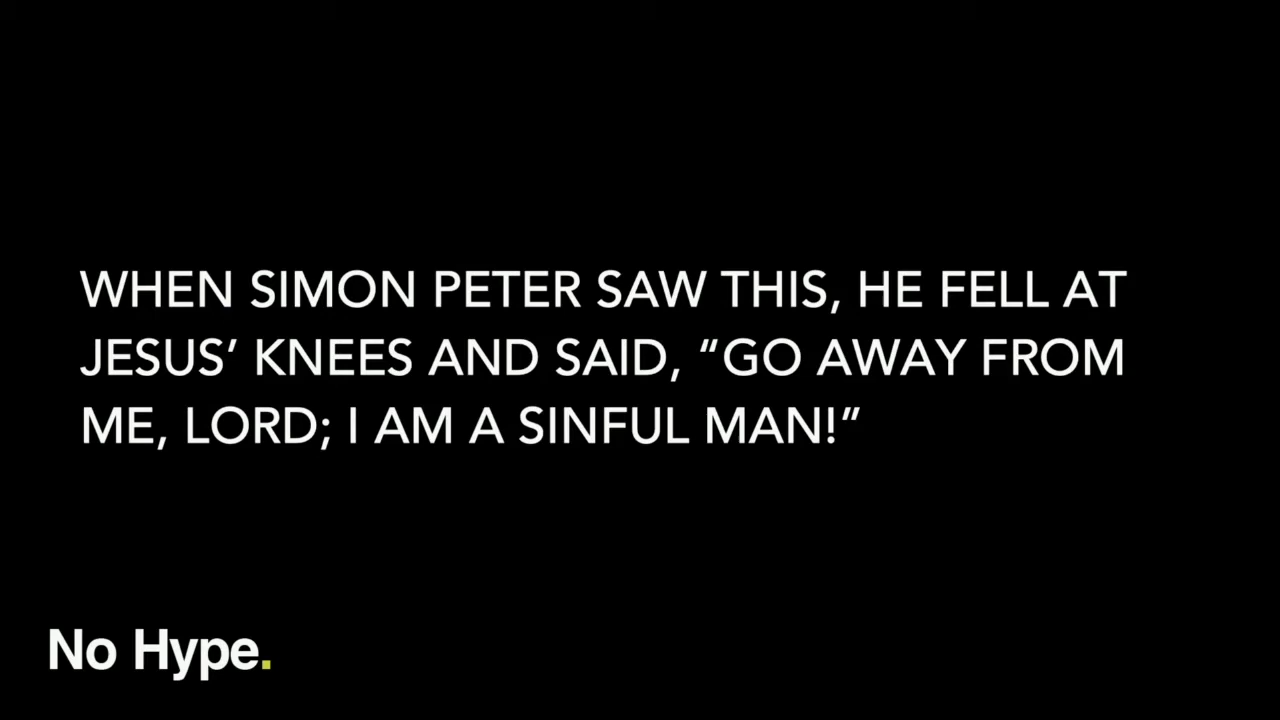 WHEN SIMON PETER SAW THIS, HE FELL AT
JESUS’ KNEES AND SAID, “GO AWAY FROM
ME, LORD; I AM A SINFUL MAN!”
No Hype.